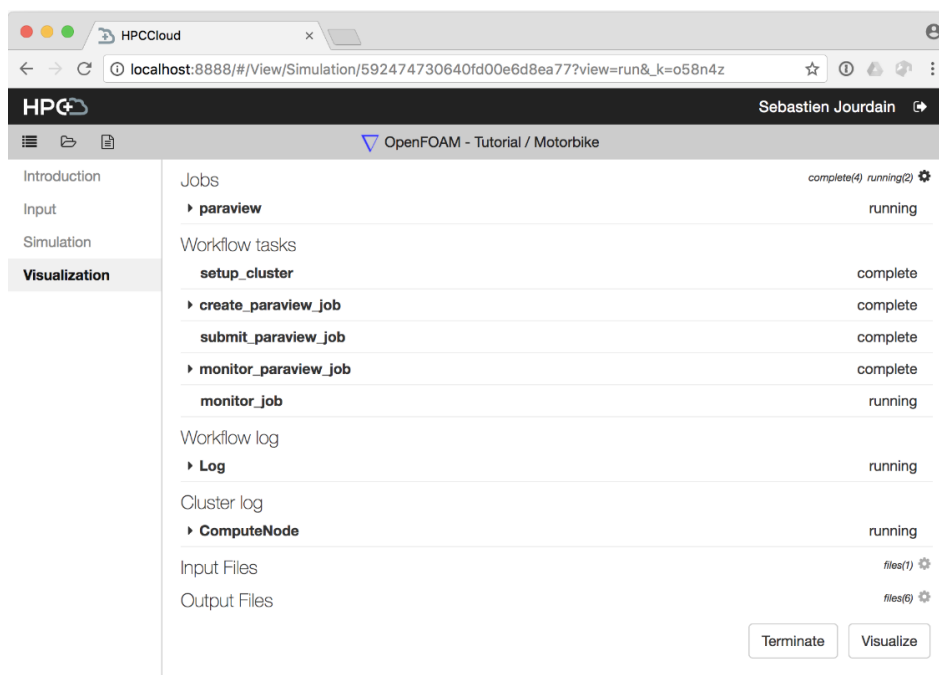 HPCCloud
localhost:8888/#/View/Simulation/592474730640fd00e6d8ea77?view=run&_k=o58n4z
HPC
Sebastien Jourdain
OpenFOAM - Tutorial / Motorbike
Introduction
Input
Simulation
Visualization
Jobs
complete(4) running(2)
paraview running
Workflow tasks
setup_cluster complete
create_paraview_job complete
submit_paraview_job complete
monitor_paraview_job complete
monitor_job running
Workflow log
Log running
Cluster log
ComputeNode running
Input Files files(1)
Output Files files(6)
Terminate Visualize